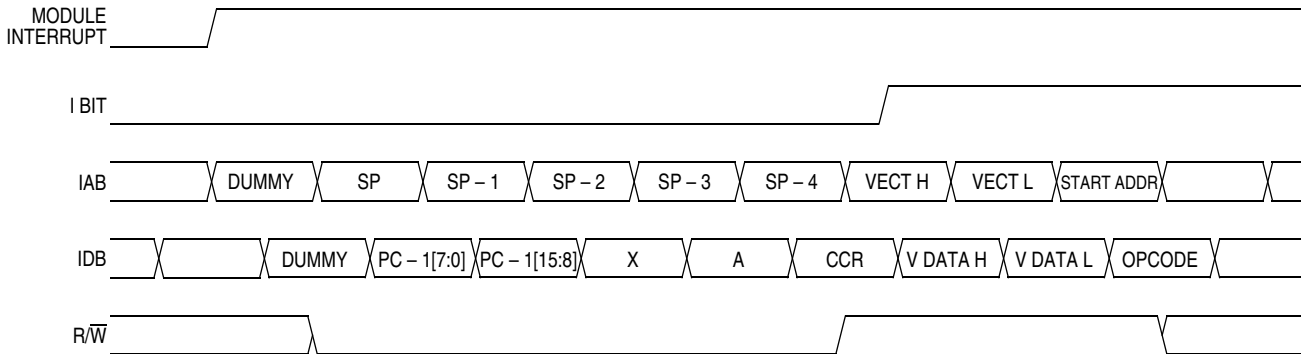 MODULE
INTERRUPT
I BIT
IAB DUMMY SP SP – 1 SP – 2 SP – 3 SP – 4 VECT H VECT L START ADDR
IDB DUMMY PC – 1[7:0] PC – 1[15:8] X A CCR V DATA H V DATA L OPCODE
R/W̅